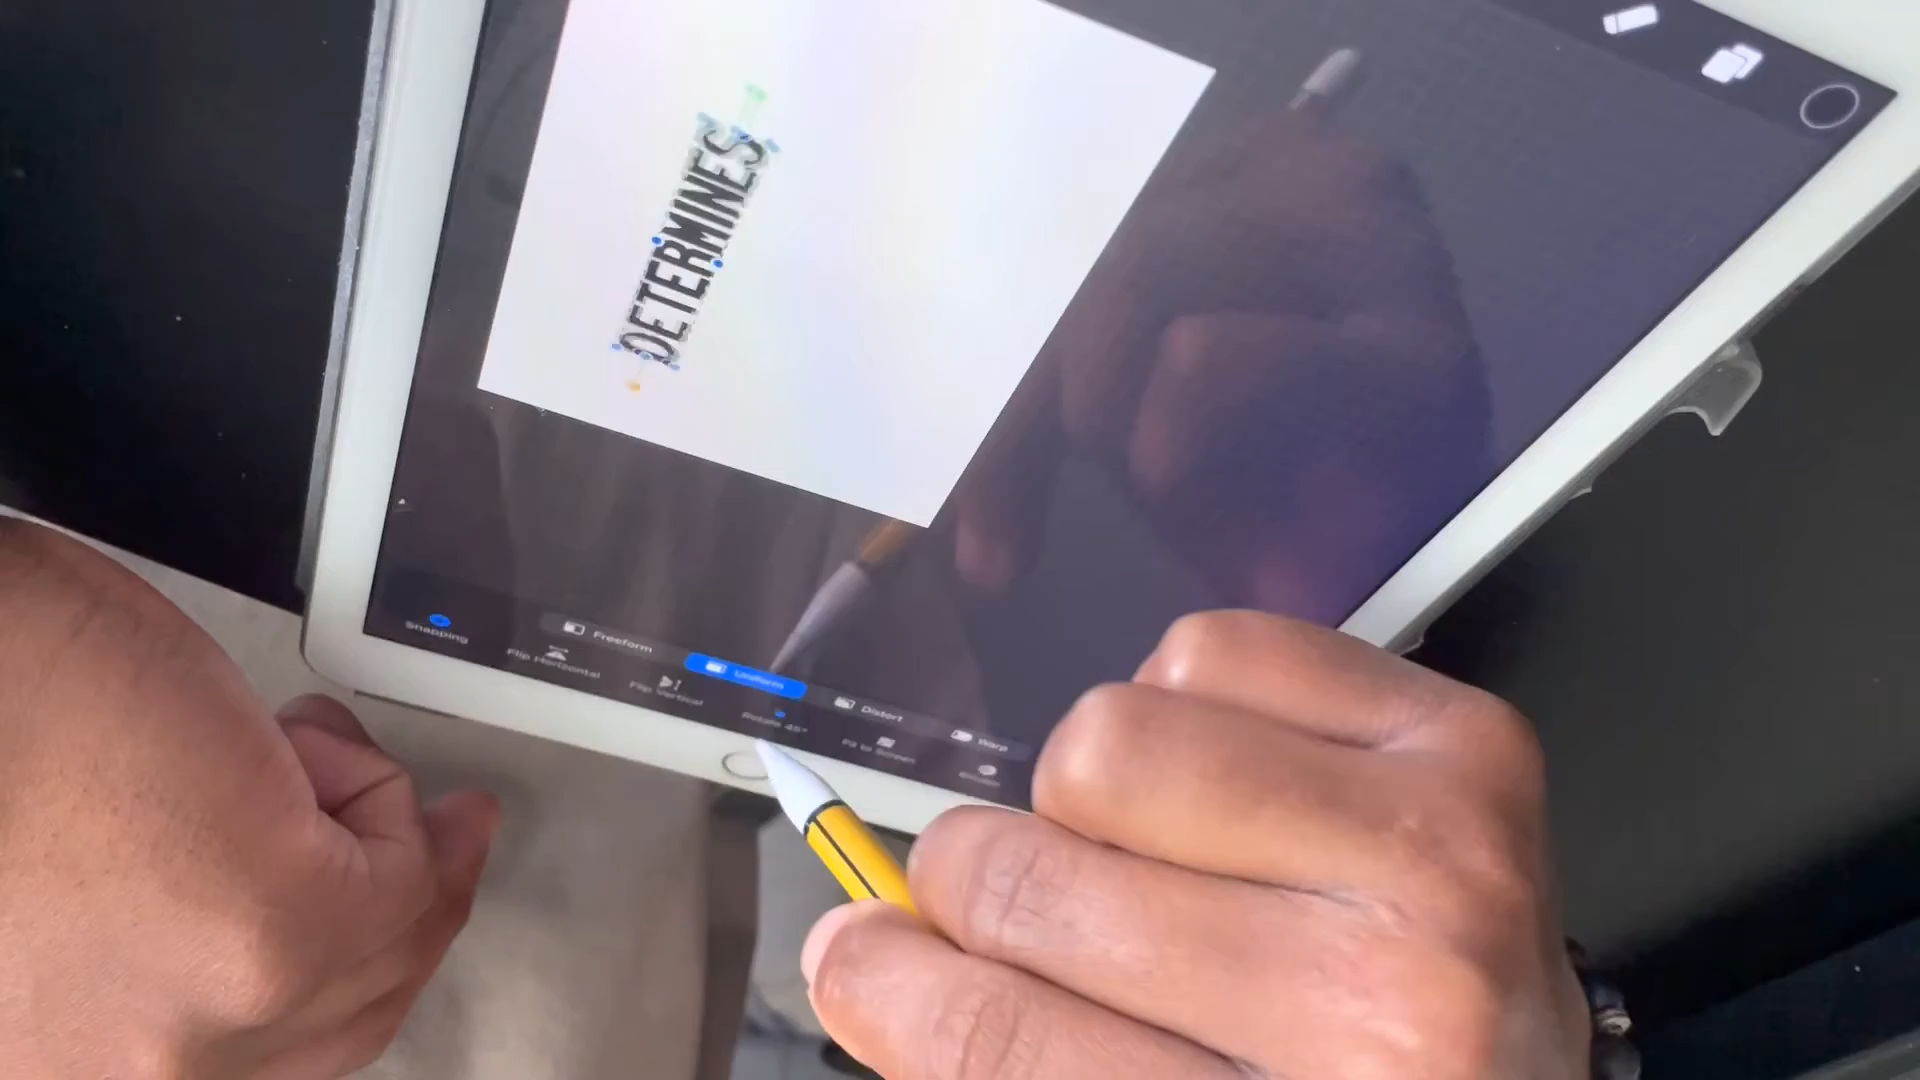 DETERMINES
Freeform
Uniform
Distort
Warp
Snapping
Flip Horizontal
Flip Vertical
Rotate 45°
Fit to Screen